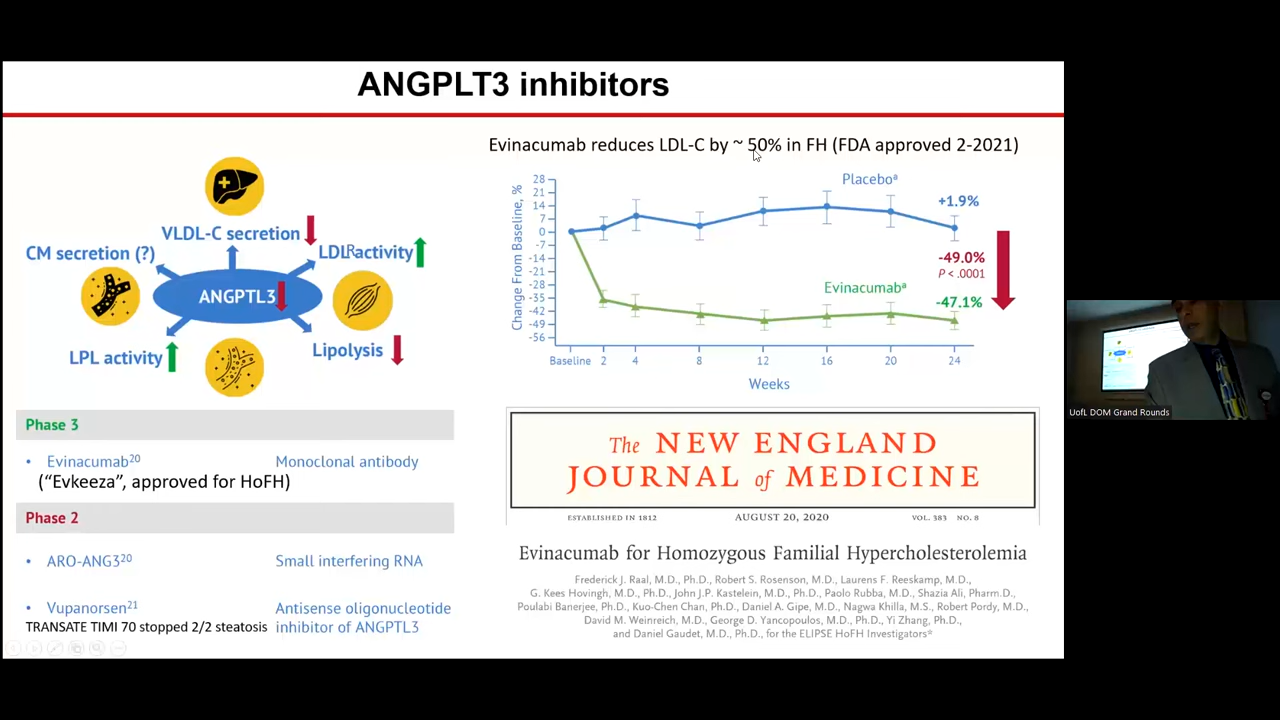 ANGPLT3 inhibitors
Evinacumab reduces LDL-C by ~ 50% in FH (FDA approved 2-2021)
VLDL-C secretion
CM secretion (?)
LDLR activity
ANGPTL3
LPL activity
Lipolysis
Phase 3
• Evinacumab20 Monoclonal antibody
("Evkeeza", approved for HoFH)
Phase 2
• ARO-ANG320 Small interfering RNA
• Vupanorsen21 Antisense oligonucleotide
TRANSATE TIMI 70 stopped 2/2 steatosis inhibitor of ANGPTL3
Change From Baseline, %
28
21
14
7
0
-7
-14
-21
-28
-35
-42
-49
-56
Placeboa
+1.9%
-49.0%
P < .0001
Evinacumaba
-47.1%
Baseline 2 4 8 12 16 20 24
Weeks
The NEW ENGLAND
JOURNAL of MEDICINE
ESTABLISHED IN 1812 AUGUST 20, 2020 VOL. 383 NO. 8
Evinacumab for Homozygous Familial Hypercholesterolemia
Frederick J. Raal, M.D., Ph.D., Robert S. Rosenson, M.D., Laurens F. Reeskamp, M.D.,
G. Kees Hovingh, M.D., Ph.D., John J.P. Kastelein, M.D., Ph.D., Paolo Rubba, M.D., Shazia Ali, Pharm.D.,
Poulabi Banerjee, Ph.D., Kuo-Chen Chan, Ph.D., Daniel A. Gipe, M.D., Nagwa Khilla, M.S., Robert Pordy, M.D.,
David M. Weinreich, M.D., George D. Yancopoulos, M.D., Ph.D., Yi Zhang, Ph.D.,
and Daniel Gaudet, M.D., Ph.D., for the ELIPSE HoFH Investigators*
UofL DOM Grand Rounds